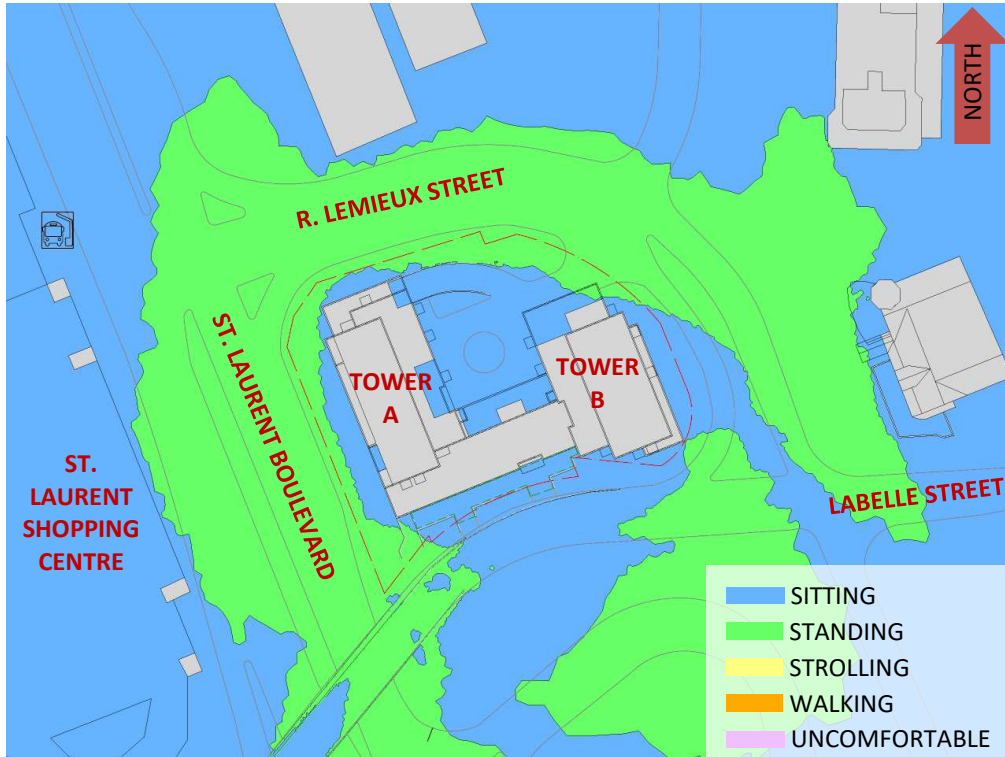 NORTH
R. LEMIEUX STREET
ST. LAURENT BOULEVARD
TOWER
A
TOWER
B
ST.
LAURENT
SHOPPING
CENTRE
LABELLE STREET
SITTING
STANDING
STROLLING
WALKING
UNCOMFORTABLE